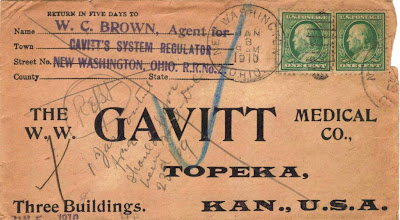 RETURN IN FIVE DAYS TO
Name W. C. BROWN, Agent for
Town GAVITT'S SYSTEM REGULATOR
Street No. NEW WASHINGTON, OHIO. R.R.No.2.
County State
NEW WASHINGTON
JAN
8
AM
1910
OHIO
ONE CENT
ONE CENT
THE
W. W.
GAVITT
MEDICAL
CO.,
TOPEKA,
Three Buildings.
KAN., U.S.A.
1910